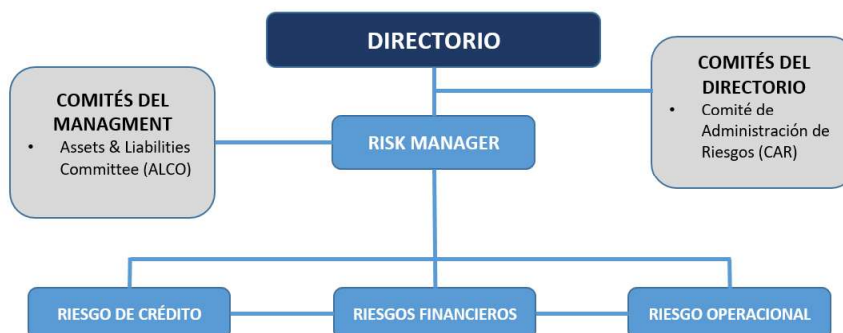 DIRECTORIO
COMITÉS DEL
MANAGMENT
• Assets & Liabilities
Committee (ALCO)
COMITÉS DEL
DIRECTORIO
• Comité de
Administración de
Riesgos (CAR)
RISK MANAGER
RIESGO DE CRÉDITO
RIESGOS FINANCIEROS
RIESGO OPERACIONAL